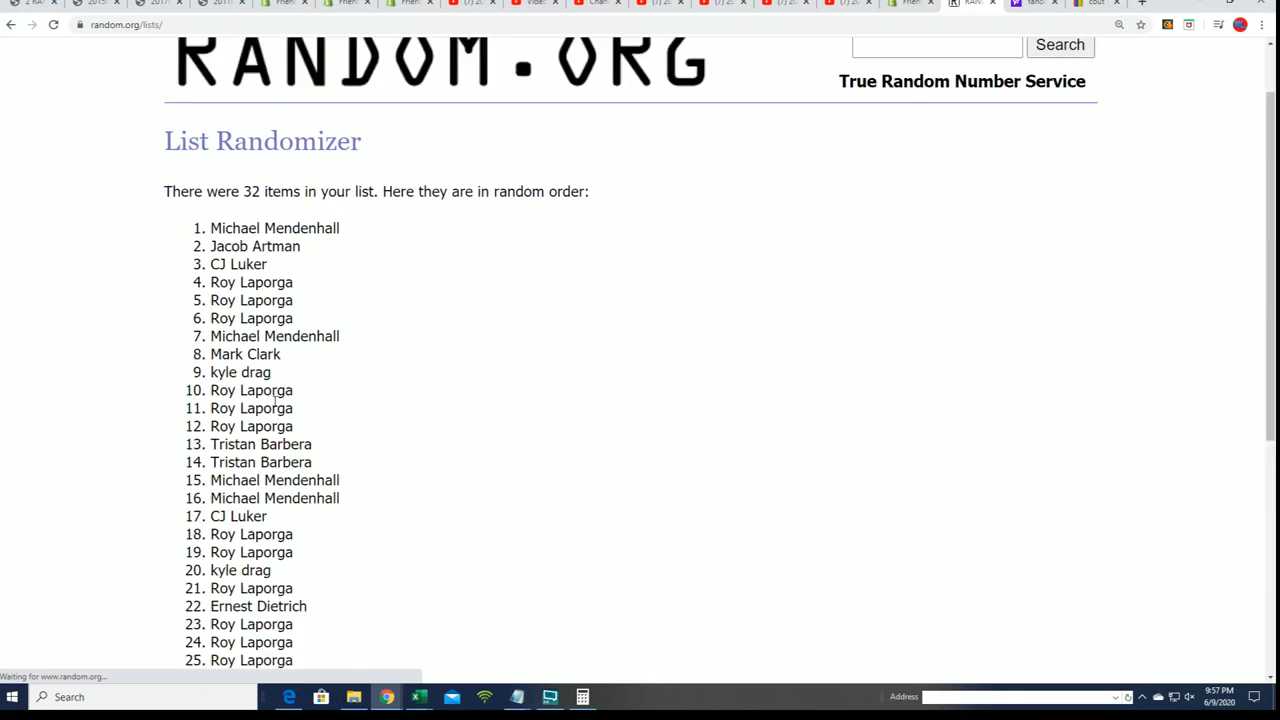 random.org/lists/
RANDOM.ORG
Search
True Random Number Service
List Randomizer
There were 32 items in your list. Here they are in random order:
1. Michael Mendenhall
2. Jacob Artman
3. CJ Luker
4. Roy Laporga
5. Roy Laporga
6. Roy Laporga
7. Michael Mendenhall
8. Mark Clark
9. kyle drag
10. Roy Laporga
11. Roy Laporga
12. Roy Laporga
13. Tristan Barbera
14. Tristan Barbera
15. Michael Mendenhall
16. Michael Mendenhall
17. CJ Luker
18. Roy Laporga
19. Roy Laporga
20. kyle drag
21. Roy Laporga
22. Ernest Dietrich
23. Roy Laporga
24. Roy Laporga
25. Roy Laporga
Waiting for www.random.org...
Search
Address
9:57 PM
6/9/2020